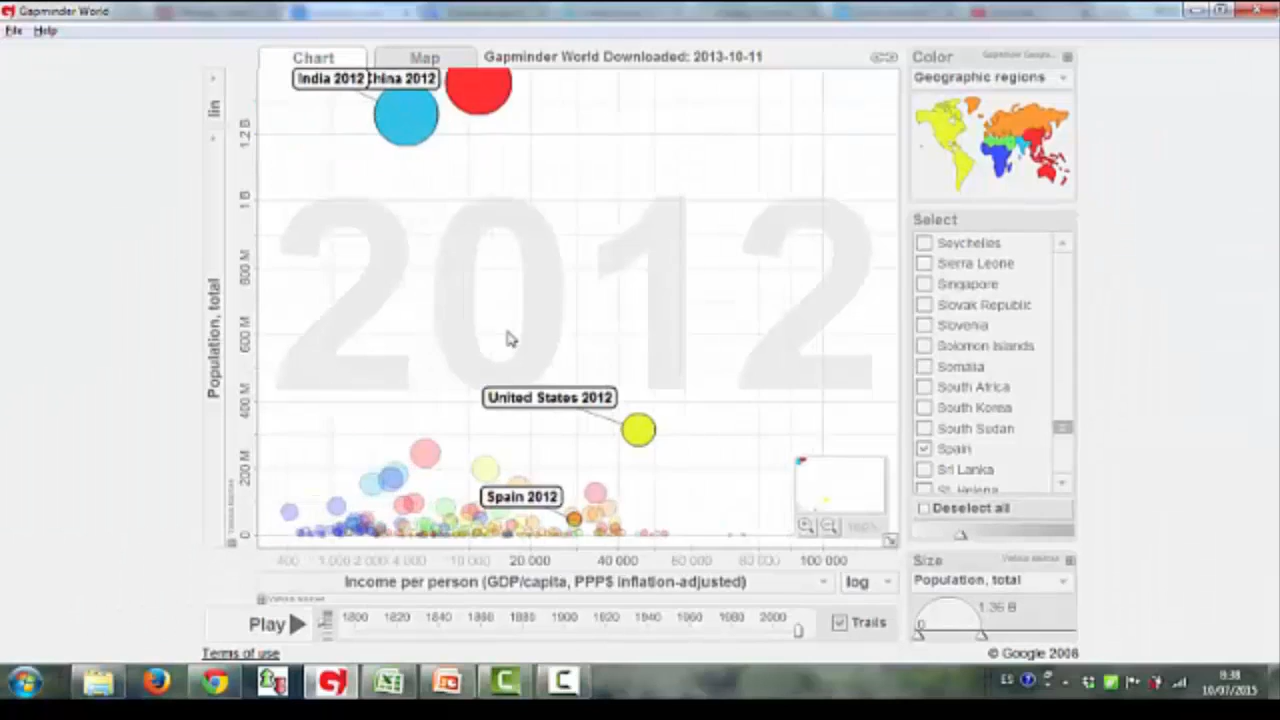 Gapminder World
File Help
Chart Map Gapminder World Downloaded: 2013-10-11
Color
Geographic regions
India 2012 China 2012
lin
1.2 B
1 B
800 M
600 M
400 M
200 M
0
Population, total
2012
United States 2012
Spain 2012
Select
Seychelles
Sierra Leone
Singapore
Slovak Republic
Slovenia
Solomon Islands
Somalia
South Africa
South Korea
South Sudan
Spain
Sri Lanka
St. Helena
Deselect all
400 1 000 2 000 4 000 10 000 20 000 40 000 60 000 80 000 100 000
Income per person (GDP/capita, PPP$ inflation-adjusted) log
Size
Population, total
1.36 B
0
Play 1800 1820 1840 1860 1880 1900 1920 1940 1960 1980 2000 Trails
Terms of use
© Google 2008
ES 8:38
10/07/2015